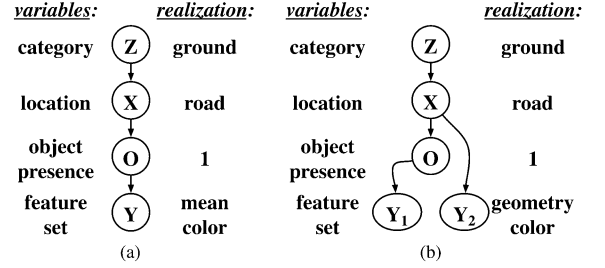 variables: realization: variables: realization:
category Z ground category Z ground
location X road location X road
object presence O 1 object presence O 1
feature set Y mean color feature set Y1 Y2 geometry color
(a) (b)